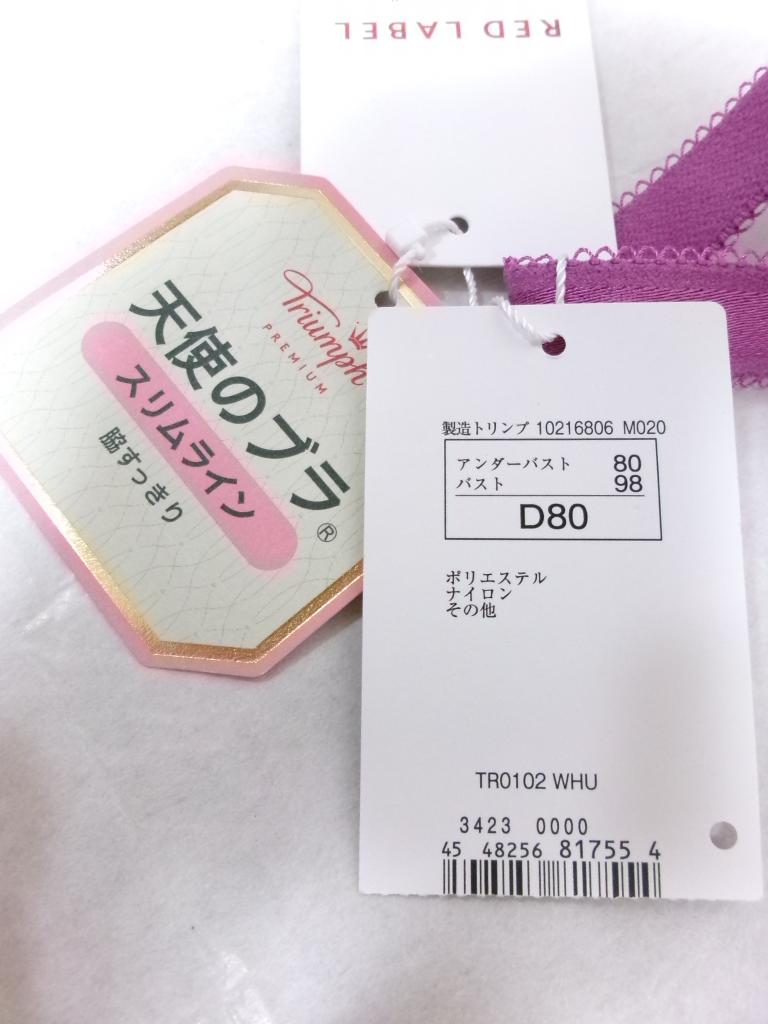 RED LABEL
Triumph
PREMIUM
天使のブラ®
スリムライン
脇すっきり
製造トリンプ 10216806 M020
アンダーバスト 80
バスト 98
D80
ポリエステル
ナイロン
その他
TR0102 WHU
3423 0000
45 48256 81755 4